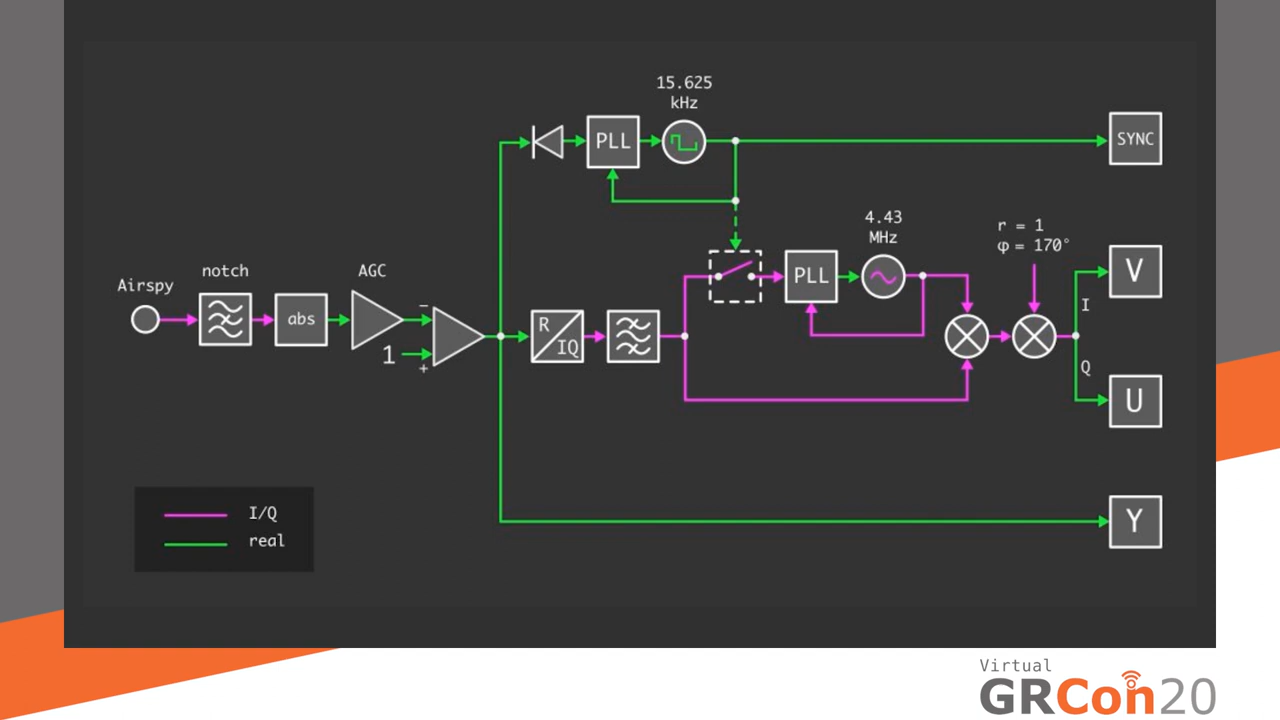 15.625
kHz
PLL
SYNC
4.43
MHz
r = 1
φ = 170°
PLL
V
I
notch
AGC
Airspy
abs
−
1
+
R
IQ
Q
U
Y
I/Q
real
Virtual
GRCon20